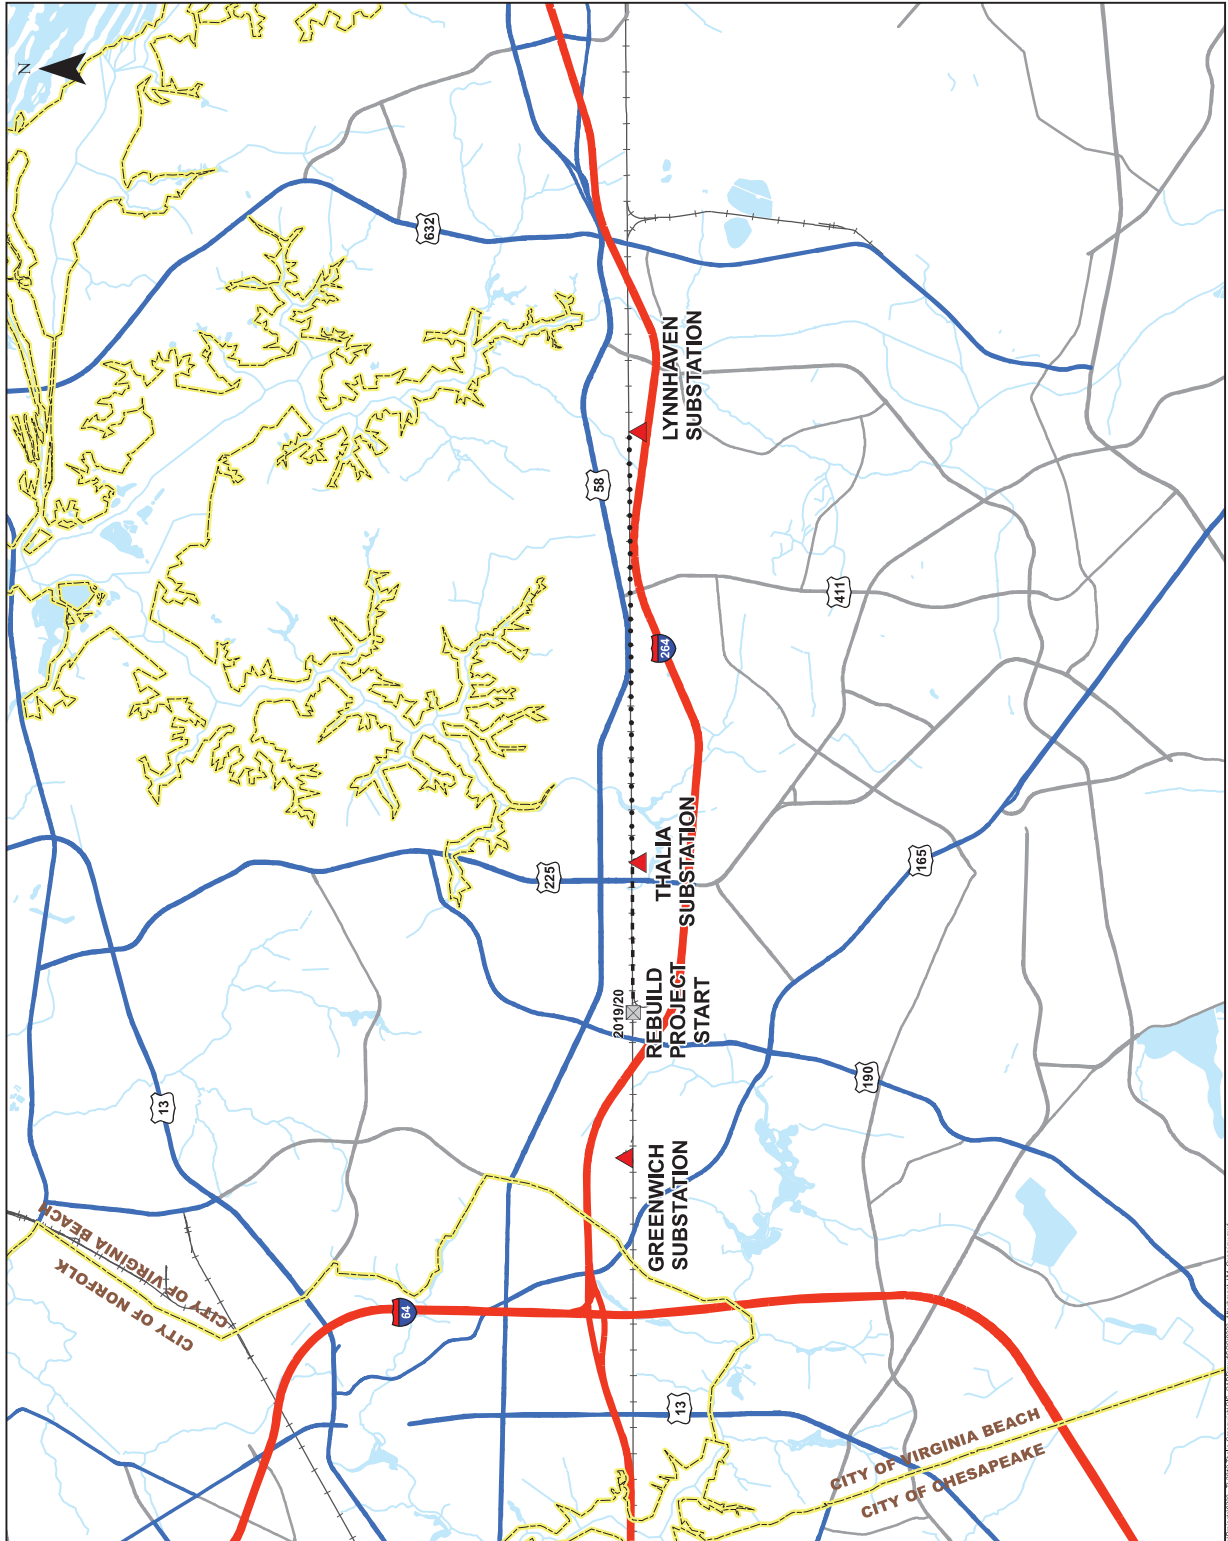 N
632
58
LYNNHAVEN
SUBSTATION
411
264
225
THALIA
SUBSTATION
165
2019/20
REBUILD
PROJECT
START
190
13
GREENWICH
SUBSTATION
CITY OF VIRGINIA BEACH
CITY OF NORFOLK
64
13
CITY OF VIRGINIA BEACH
CITY OF CHESAPEAKE